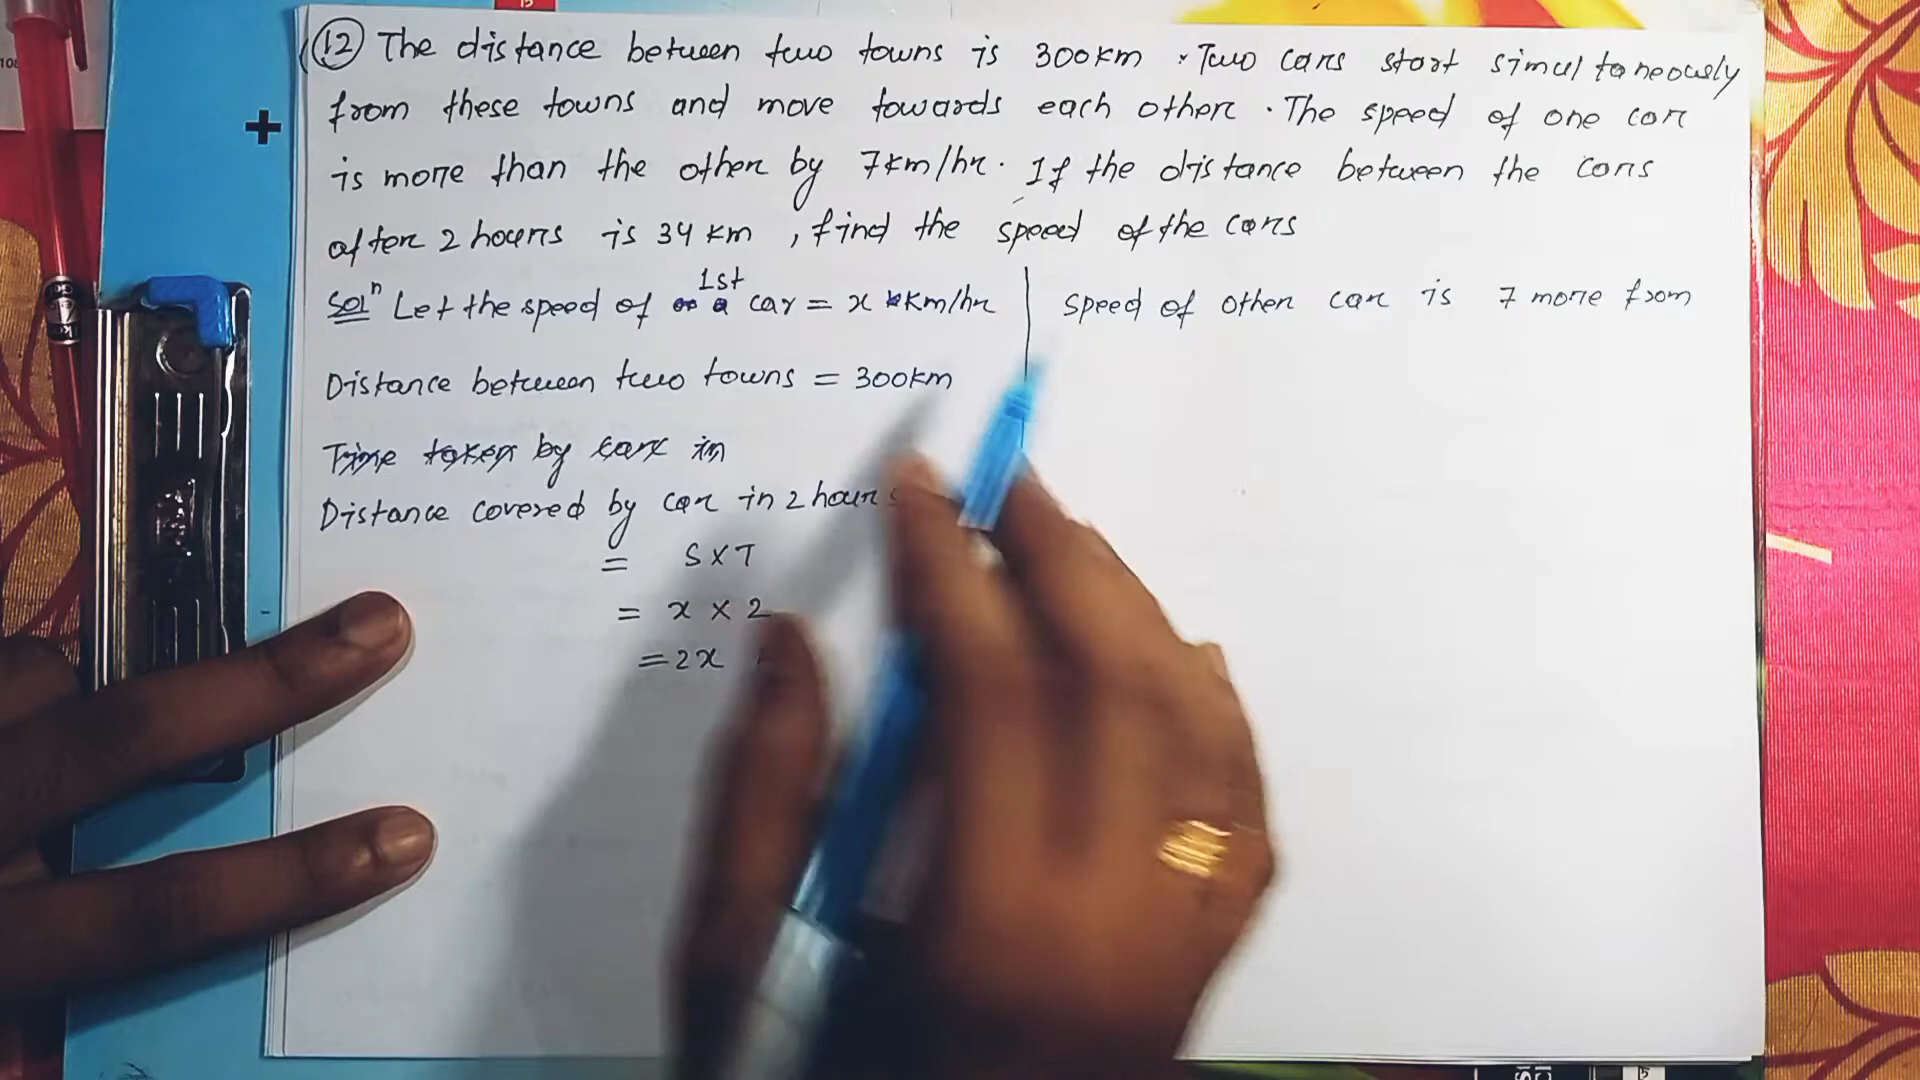 12 The distance between two towns is 300km. Two cars start simultaneously
from these towns and move towards each other. The speed of one car
is more than the other by 7km/hr. If the distance between the cars
after 2 hours is 34 km, find the speed of the cars
1st
Solⁿ Let the speed of a car = x km/hr
Distance between two towns = 300km
Time taken by car in
Distance covered by car in 2 hours
= S×T
= x × 2
= 2x
speed of other car is 7 more from